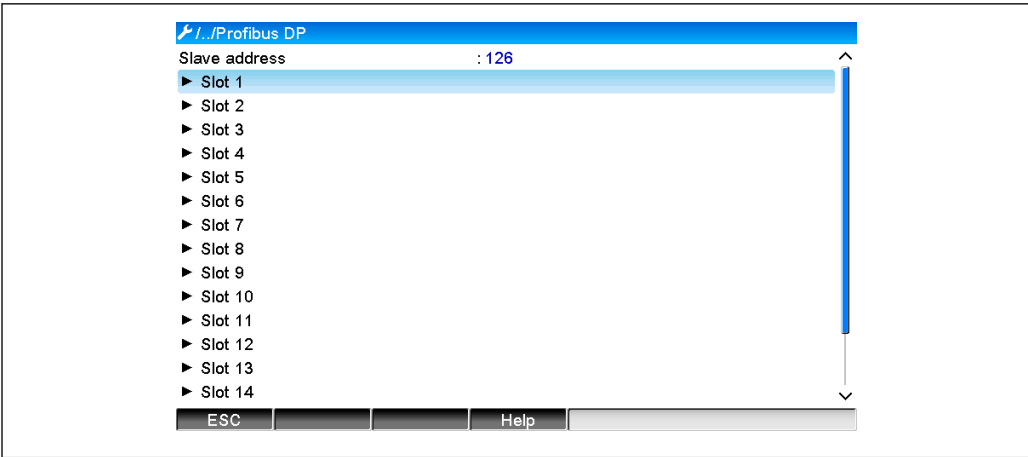 /../Profibus DP
Slave address : 126
► Slot 1
► Slot 2
► Slot 3
► Slot 4
► Slot 5
► Slot 6
► Slot 7
► Slot 8
► Slot 9
► Slot 10
► Slot 11
► Slot 12
► Slot 13
► Slot 14
ESC Help